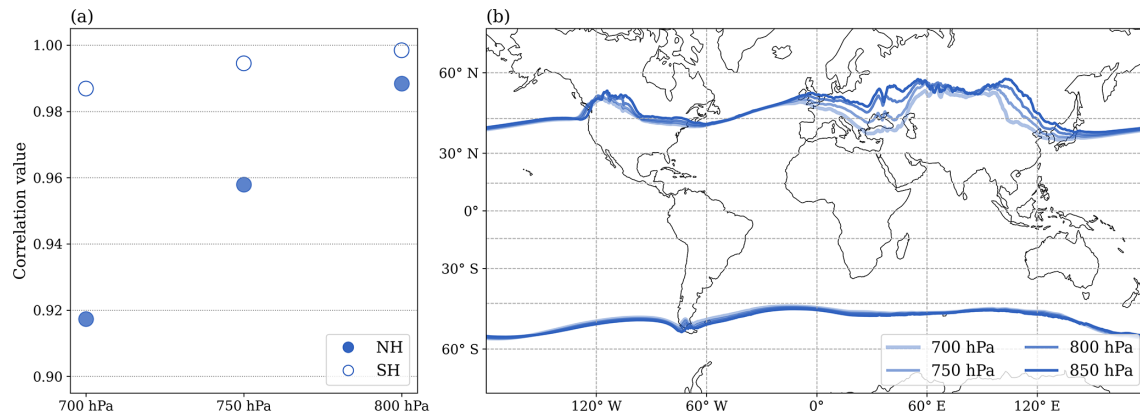 (a)
1.00
0.98
0.96
0.94
0.92
0.90
Correlation value
700 hPa
750 hPa
800 hPa
NH
SH
(b)
60° N
30° N
0°
30° S
60° S
120° W
60° W
0°
60° E
120° E
700 hPa
750 hPa
800 hPa
850 hPa